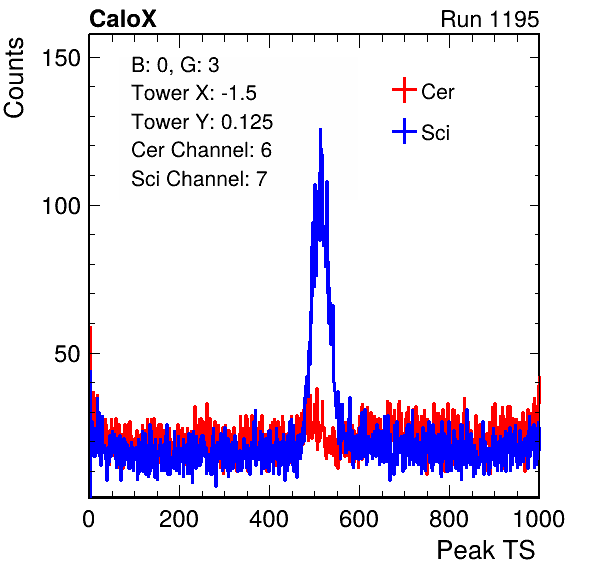 CaloX Run 1195
B: 0, G: 3
Tower X: -1.5
Tower Y: 0.125
Cer Channel: 6
Sci Channel: 7
Cer
Sci
Counts
150
100
50
0 200 400 600 800 1000
Peak TS